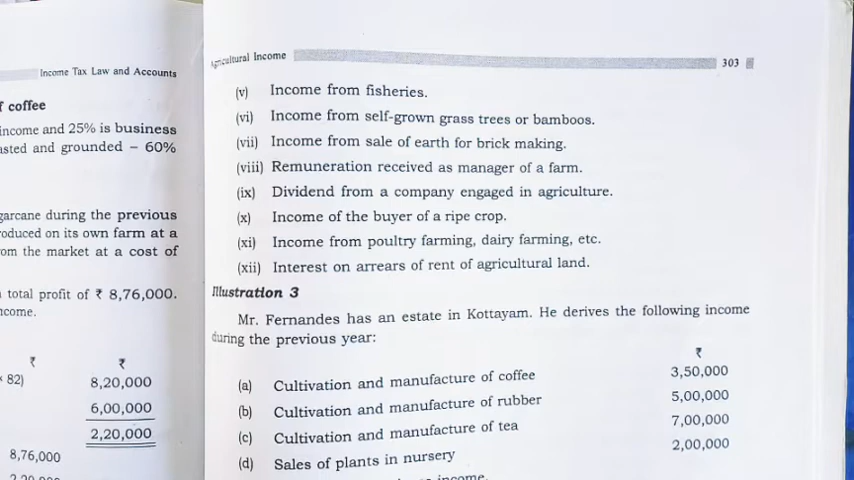 Income Tax Law and Accounts
f coffee
income and 25% is business
asted and grounded – 60%
garcane during the previous
roduced on its own farm at a
om the market at a cost of
total profit of ₹ 8,76,000.
ncome.
₹ ₹
× 82) 8,20,000
6,00,000
2,20,000
8,76,000
Agricultural Income 303
(v) Income from fisheries.
(vi) Income from self-grown grass trees or bamboos.
(vii) Income from sale of earth for brick making.
(viii) Remuneration received as manager of a farm.
(ix) Dividend from a company engaged in agriculture.
(x) Income of the buyer of a ripe crop.
(xi) Income from poultry farming, dairy farming, etc.
(xii) Interest on arrears of rent of agricultural land.
Illustration 3
Mr. Fernandes has an estate in Kottayam. He derives the following income
during the previous year:
₹
(a) Cultivation and manufacture of coffee 3,50,000
(b) Cultivation and manufacture of rubber 5,00,000
(c) Cultivation and manufacture of tea 7,00,000
(d) Sales of plants in nursery 2,00,000
income.